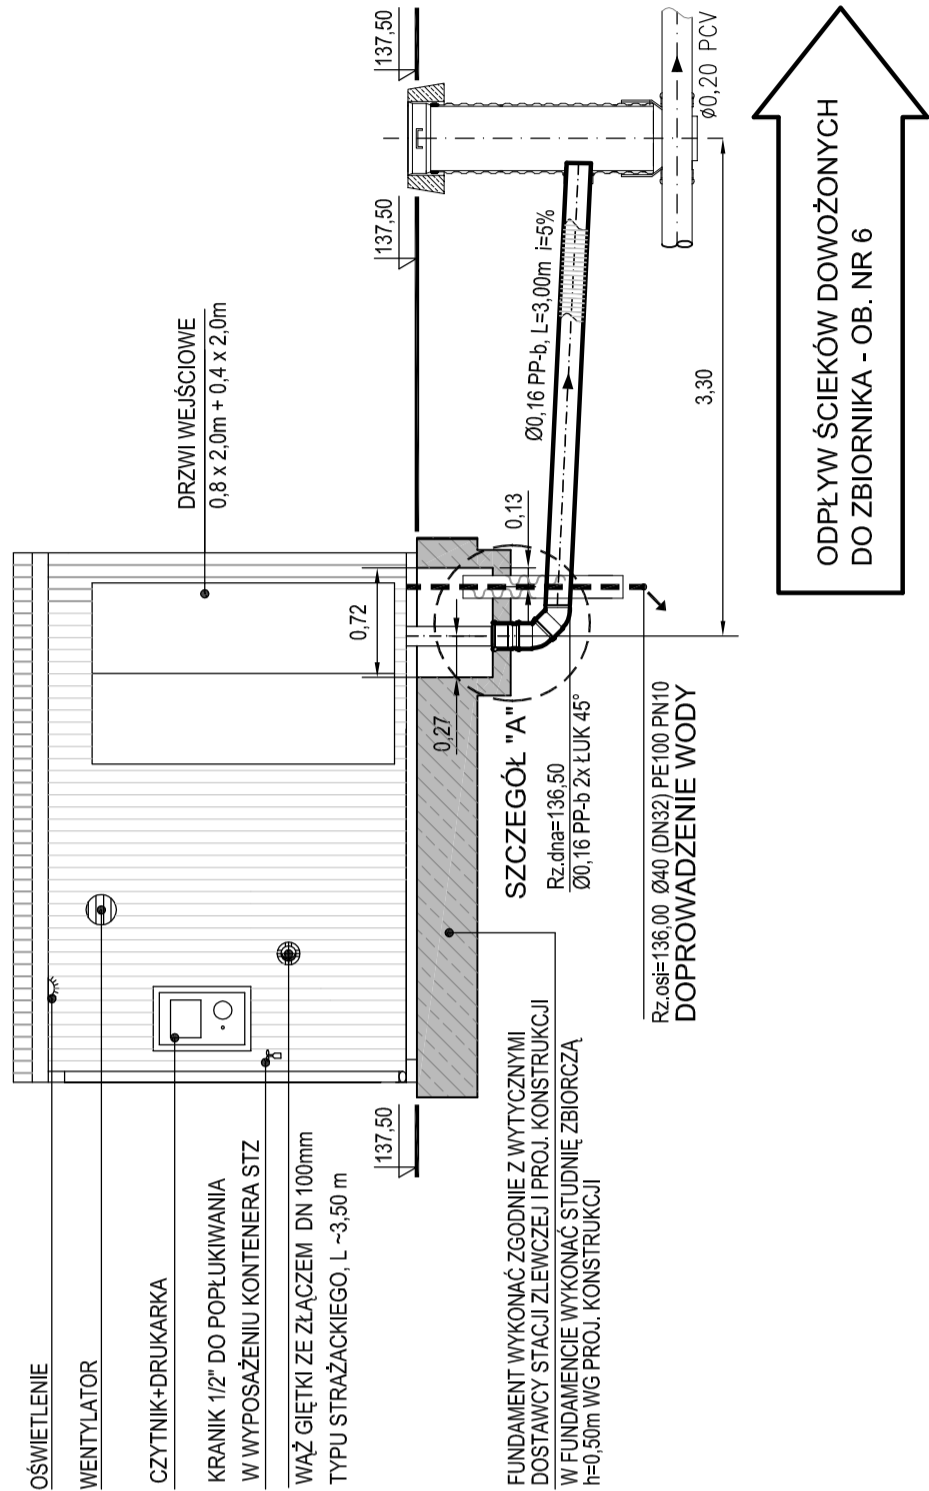 OŚWIETLENIE
WENTYLATOR
CZYTNIK+DRUKARKA
KRANIK 1/2" DO POPŁUKIWANIA
W WYPOSAŻENIU KONTENERA STZ
WĄŻ GIĘTKI ZE ZŁĄCZEM DN 100mm
TYPU STRAŻACKIEGO, L ~3,50 m
137,50
FUNDAMENT WYKONAĆ ZGODNIE Z WYTYCZNYMI
DOSTAWCY STACJI ZLEWCZEJ I PROJ. KONSTRUKCJI
W FUNDAMENCIE WYKONAĆ STUDNIĘ ZBIORCZĄ
h=0,50m WG PROJ. KONSTRUKCJI
DRZWI WEJŚCIOWE
0,8 x 2,0m + 0,4 x 2,0m
0,72
0,27
0,13
SZCZEGÓŁ "A"
Rz.dna=136,50
Ø0,16 PP-b 2x ŁUK 45°
Rz.osi=136,00 Ø40 (DN32) PE100 PN10
DOPROWADZENIE WODY
137,50
137,50
Ø0,16 PP-b, L=3,00m i=5%
3,30
ø0,20 PCV
ODPŁYW ŚCIEKÓW DOWOŻONYCH
DO ZBIORNIKA - OB. NR 6